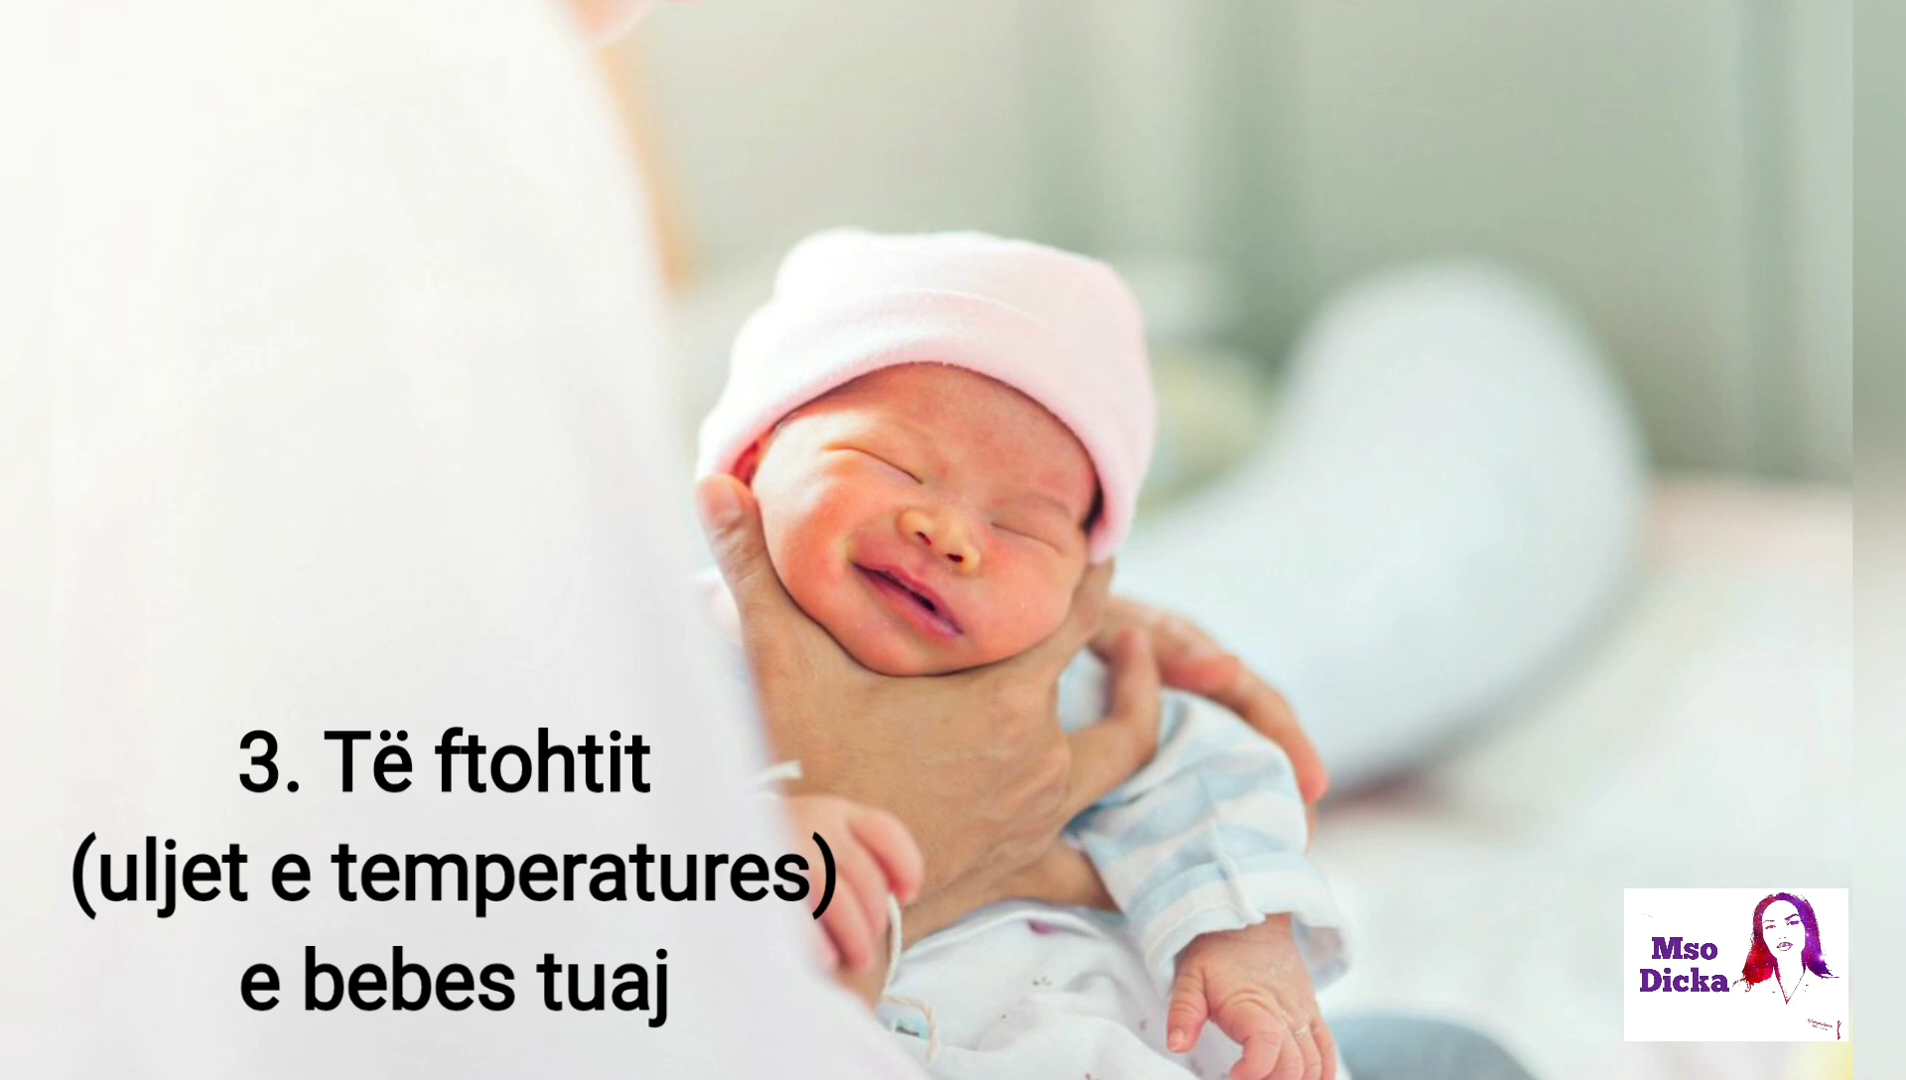 3. Të ftohtit
(uljet e temperatures)
e bebes tuaj
Mso
Dicka